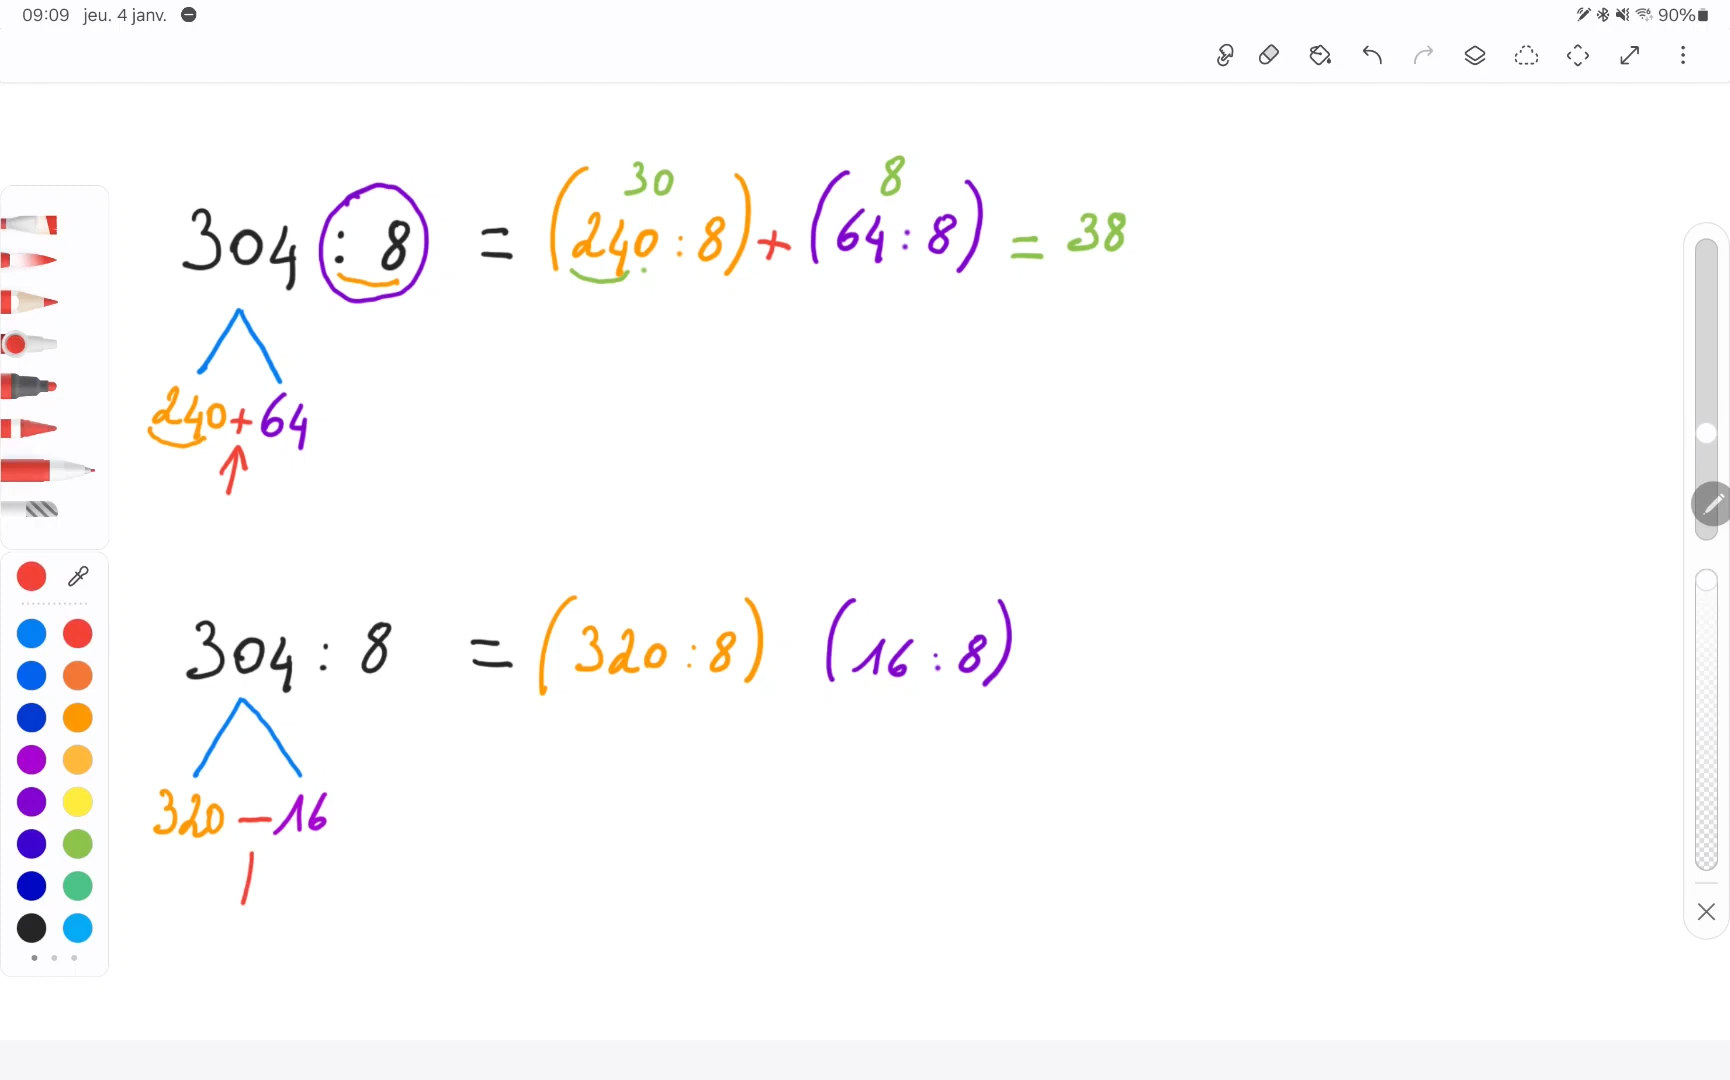 09:09 jeu. 4 janv. 90%
30 8
304 : 8 = (240 : 8) + (64 : 8) = 38
240 + 64
304 : 8 = (320 : 8) (16 : 8)
320 - 16